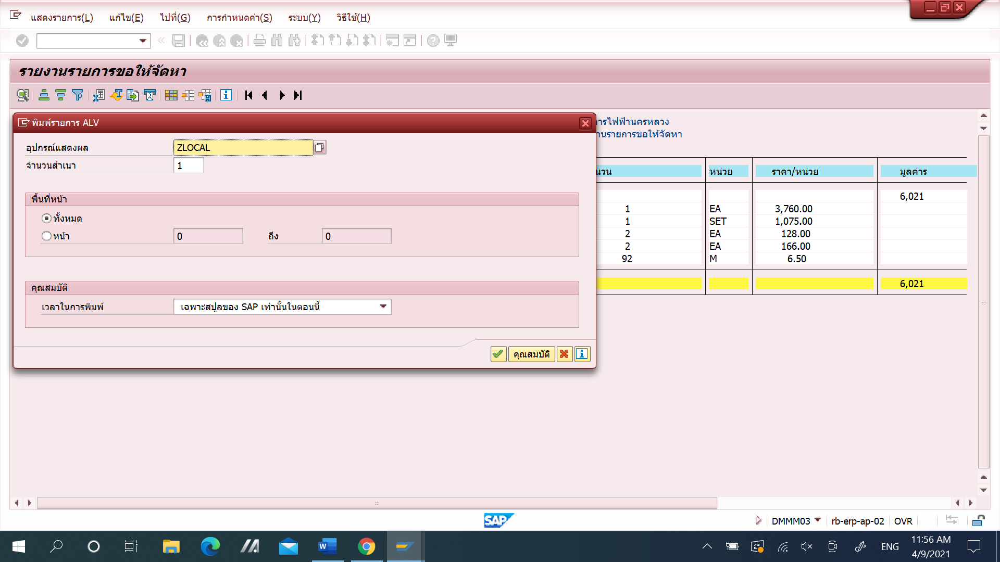 แสดงรายการ(L) แก้ไข(E) ไปที่(G) การกำหนดค่า(S) ระบบ(Y) วิธีใช้(H)
รายงานรายการขอให้จัดหา
พิมพ์รายการ ALV
ารไฟฟ้านครหลวง
านรายการขอให้จัดหา
อุปกรณ์แสดงผล ZLOCAL
จำนวนสำเนา 1
นวน หน่วย ราคา/หน่วย มูลค่าร
พื้นที่หน้า
6,021
ทั้งหมด
1 EA 3,760.00
1 SET 1,075.00
หน้า 0 ถึง 0
2 EA 128.00
2 EA 166.00
92 M 6.50
คุณสมบัติ
6,021
เวลาในการพิมพ์ เฉพาะสปูลของ SAP เท่านั้นในตอนนี้
คุณสมบัติ
SAP DMMM03 rb-erp-ap-02 OVR
ENG 11:56 AM
4/9/2021